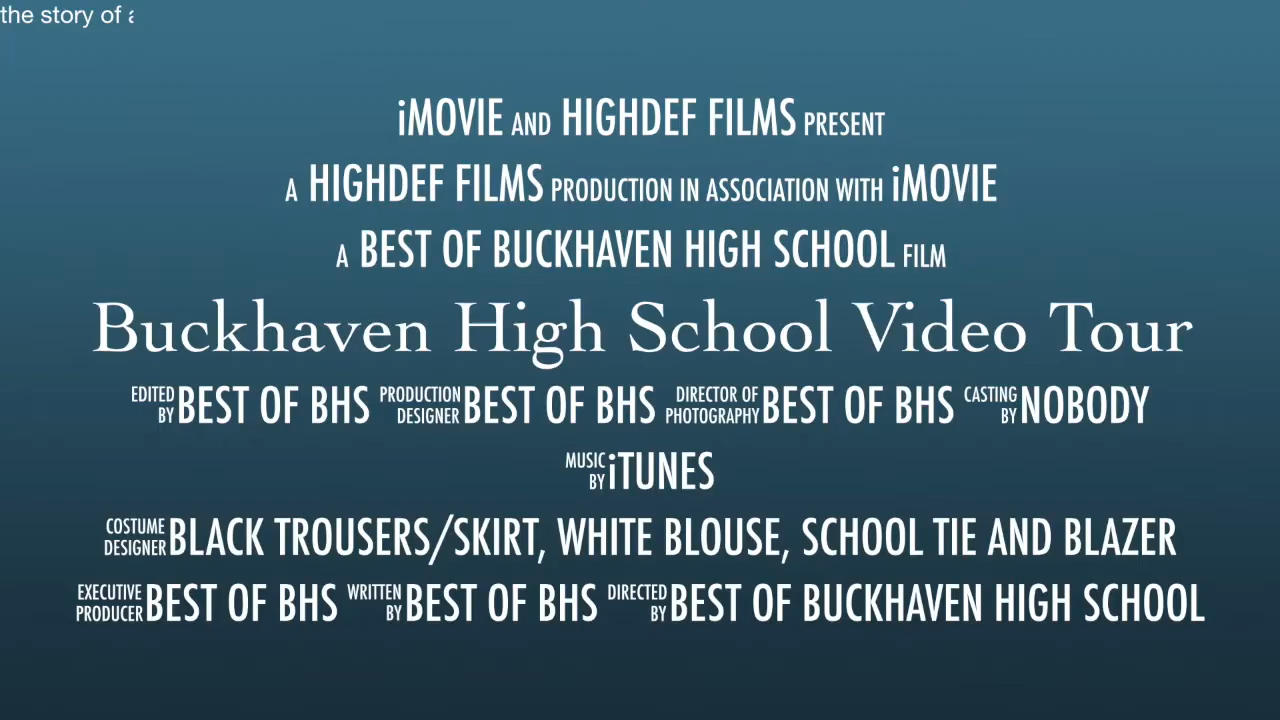 the story of a
iMOVIE AND HIGHDEF FILMS PRESENT
A HIGHDEF FILMS PRODUCTION IN ASSOCIATION WITH iMOVIE
A BEST OF BUCKHAVEN HIGH SCHOOL FILM
Buckhaven High School Video Tour
EDITED BY BEST OF BHS PRODUCTION DESIGNER BEST OF BHS DIRECTOR OF PHOTOGRAPHY BEST OF BHS CASTING BY NOBODY
MUSIC BY iTUNES
COSTUME DESIGNER BLACK TROUSERS/SKIRT, WHITE BLOUSE, SCHOOL TIE AND BLAZER
EXECUTIVE PRODUCER BEST OF BHS WRITTEN BY BEST OF BHS DIRECTED BY BEST OF BUCKHAVEN HIGH SCHOOL